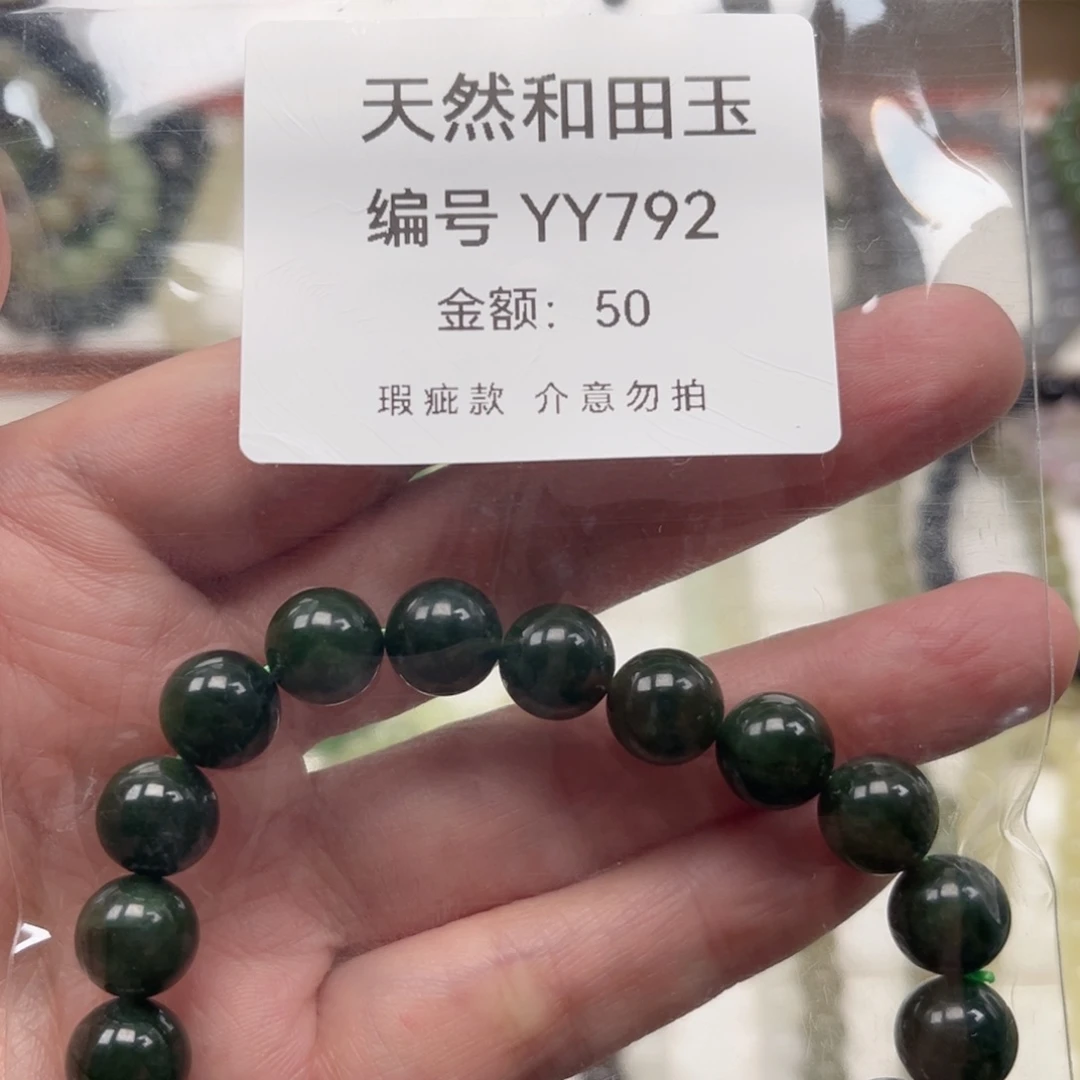 天然和田玉
编号 YY792
金额：50
瑕疵款 介意勿拍